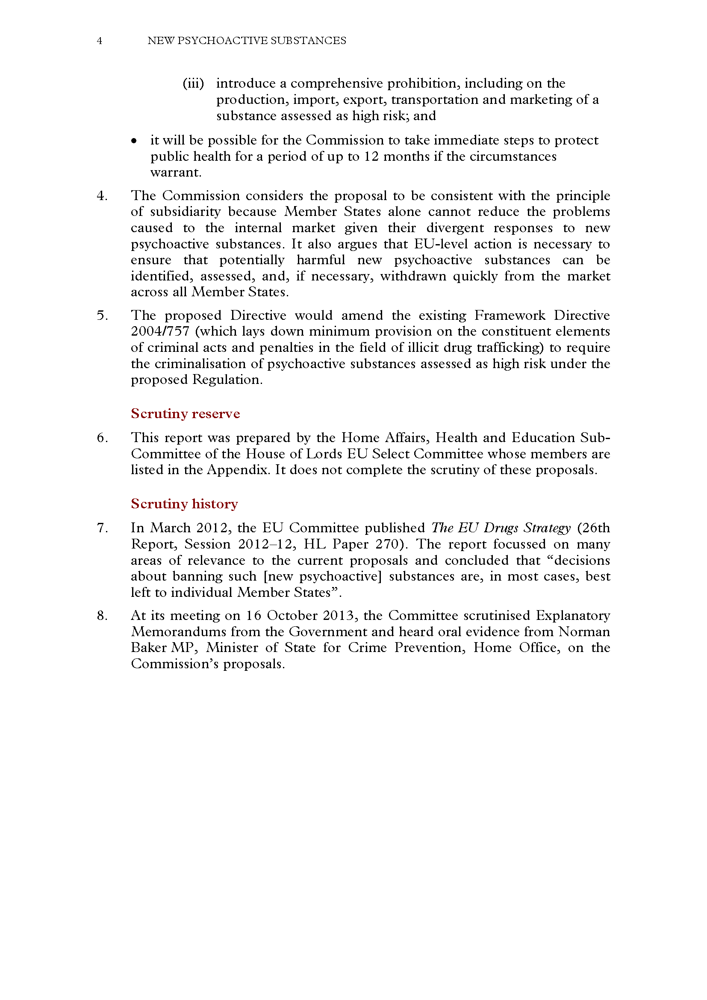 4 NEW PSYCHOACTIVE SUBSTANCES
(iii) introduce a comprehensive prohibition, including on the
production, import, export, transportation and marketing of a
substance assessed as high risk; and
• it will be possible for the Commission to take immediate steps to protect
public health for a period of up to 12 months if the circumstances
warrant.
4. The Commission considers the proposal to be consistent with the principle
of subsidiarity because Member States alone cannot reduce the problems
caused to the internal market given their divergent responses to new
psychoactive substances. It also argues that EU-level action is necessary to
ensure that potentially harmful new psychoactive substances can be
identified, assessed, and, if necessary, withdrawn quickly from the market
across all Member States.
5. The proposed Directive would amend the existing Framework Directive
2004/757 (which lays down minimum provision on the constituent elements
of criminal acts and penalties in the field of illicit drug trafficking) to require
the criminalisation of psychoactive substances assessed as high risk under the
proposed Regulation.
Scrutiny reserve
6. This report was prepared by the Home Affairs, Health and Education Sub-
Committee of the House of Lords EU Select Committee whose members are
listed in the Appendix. It does not complete the scrutiny of these proposals.
Scrutiny history
7. In March 2012, the EU Committee published The EU Drugs Strategy (26th
Report, Session 2012–12, HL Paper 270). The report focussed on many
areas of relevance to the current proposals and concluded that “decisions
about banning such [new psychoactive] substances are, in most cases, best
left to individual Member States”.
8. At its meeting on 16 October 2013, the Committee scrutinised Explanatory
Memorandums from the Government and heard oral evidence from Norman
Baker MP, Minister of State for Crime Prevention, Home Office, on the
Commission’s proposals.